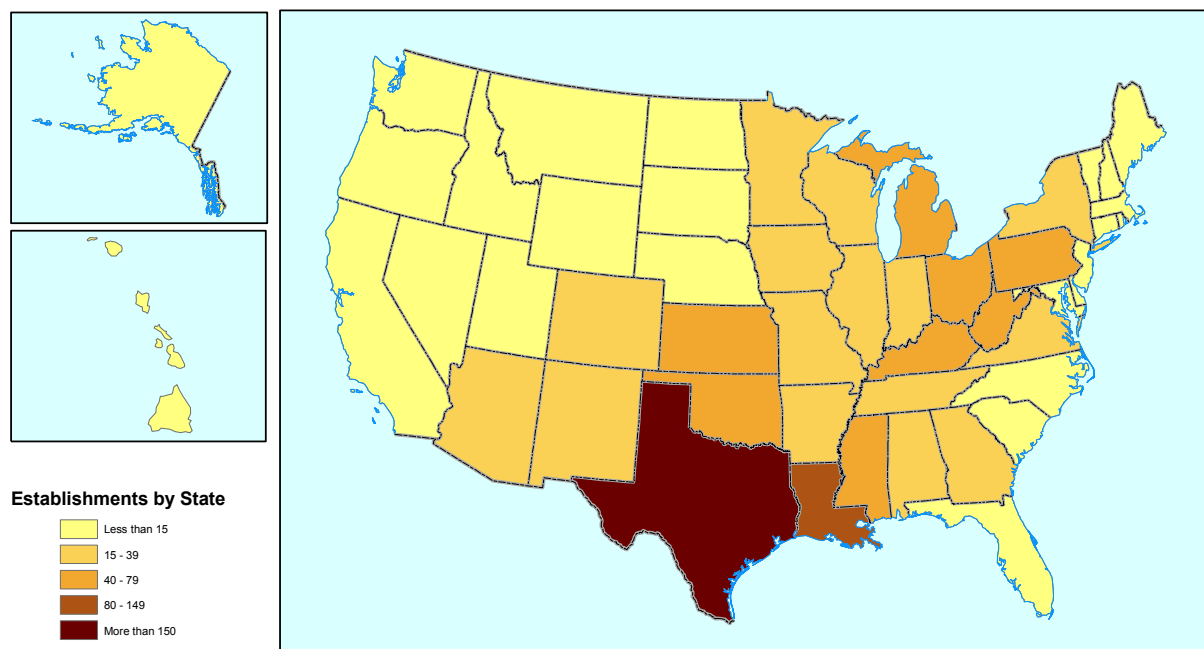 Establishments by State
Less than 15
15 - 39
40 - 79
80 - 149
More than 150